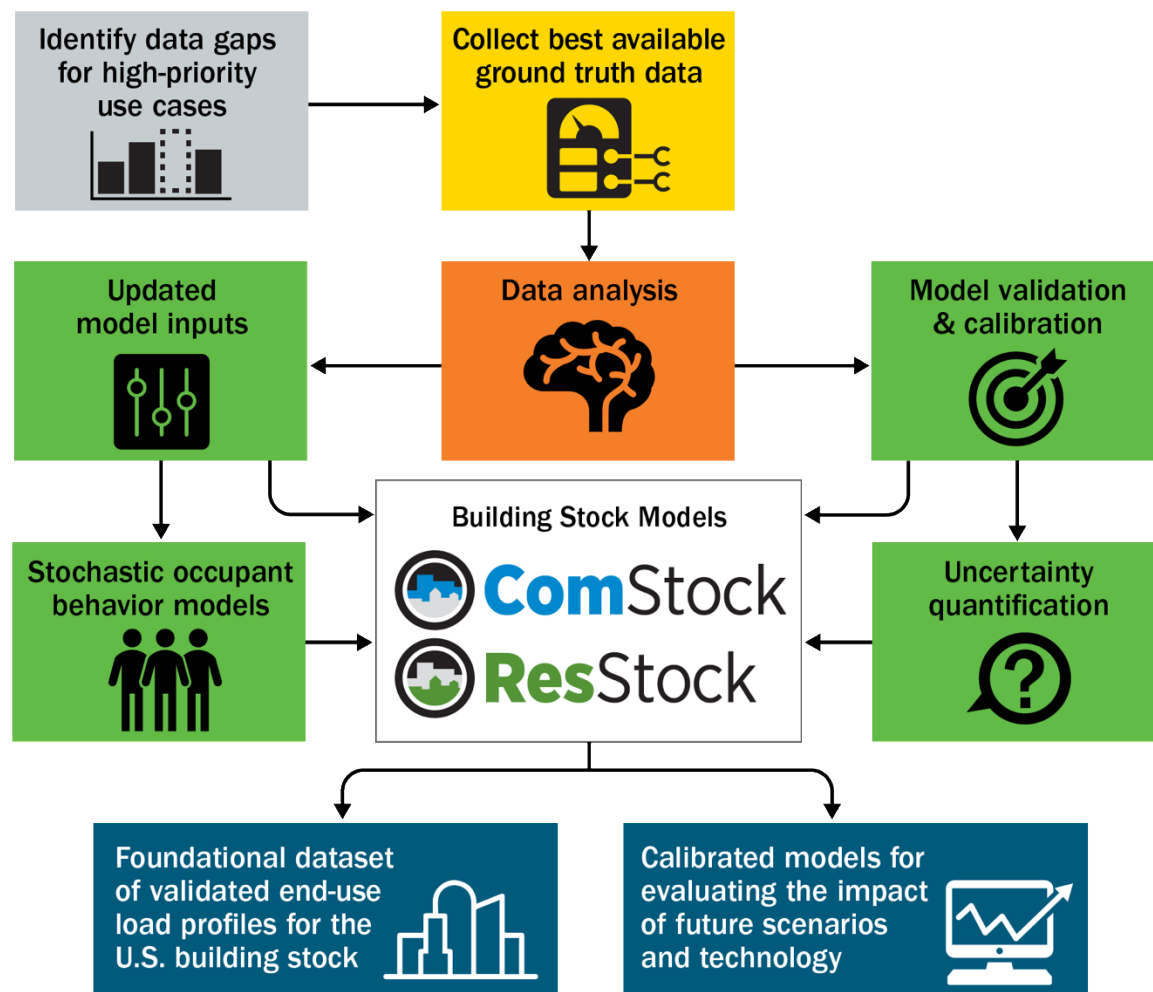 Identify data gaps
for high-priority
use cases
Collect best available
ground truth data
Updated
model inputs
Data analysis
Model validation
& calibration
Building Stock Models
ComStock
ResStock
Stochastic occupant
behavior models
Uncertainty
quantification
?
Foundational dataset
of validated end-use
load profiles for the
U.S. building stock
Calibrated models for
evaluating the impact
of future scenarios
and technology